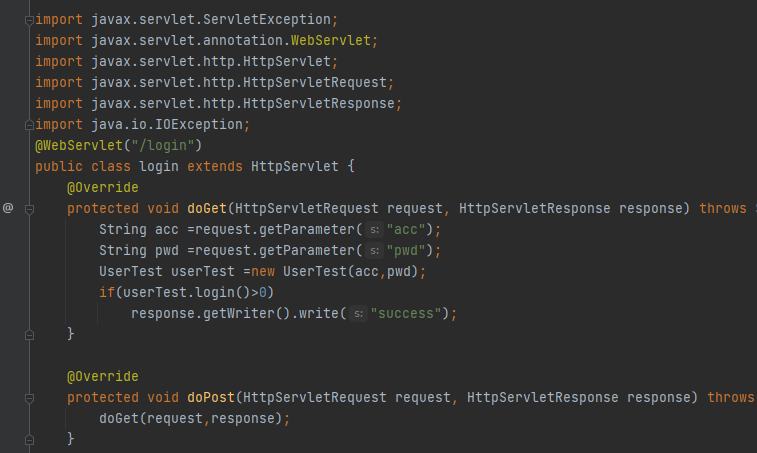 import javax.servlet.ServletException;
import javax.servlet.annotation.WebServlet;
import javax.servlet.http.HttpServlet;
import javax.servlet.http.HttpServletRequest;
import javax.servlet.http.HttpServletResponse;
import java.io.IOException;
@WebServlet("/login")
public class login extends HttpServlet {
@Override
@ protected void doGet(HttpServletRequest request, HttpServletResponse response) throws
String acc =request.getParameter( s: "acc");
String pwd =request.getParameter( s: "pwd");
UserTest userTest =new UserTest(acc,pwd);
if(userTest.login()>0)
response.getWriter().write( s: "success");
}
@Override
protected void doPost(HttpServletRequest request, HttpServletResponse response) throws
doGet(request,response);
}